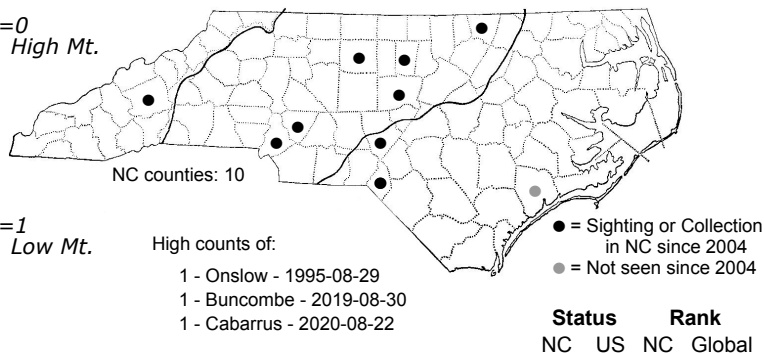 =0
High Mt.
NC counties: 10
=1
Low Mt.
High counts of:
1 - Onslow - 1995-08-29
1 - Buncombe - 2019-08-30
1 - Cabarrus - 2020-08-22
● = Sighting or Collection
in NC since 2004
● = Not seen since 2004
Status Rank
NC US NC Global